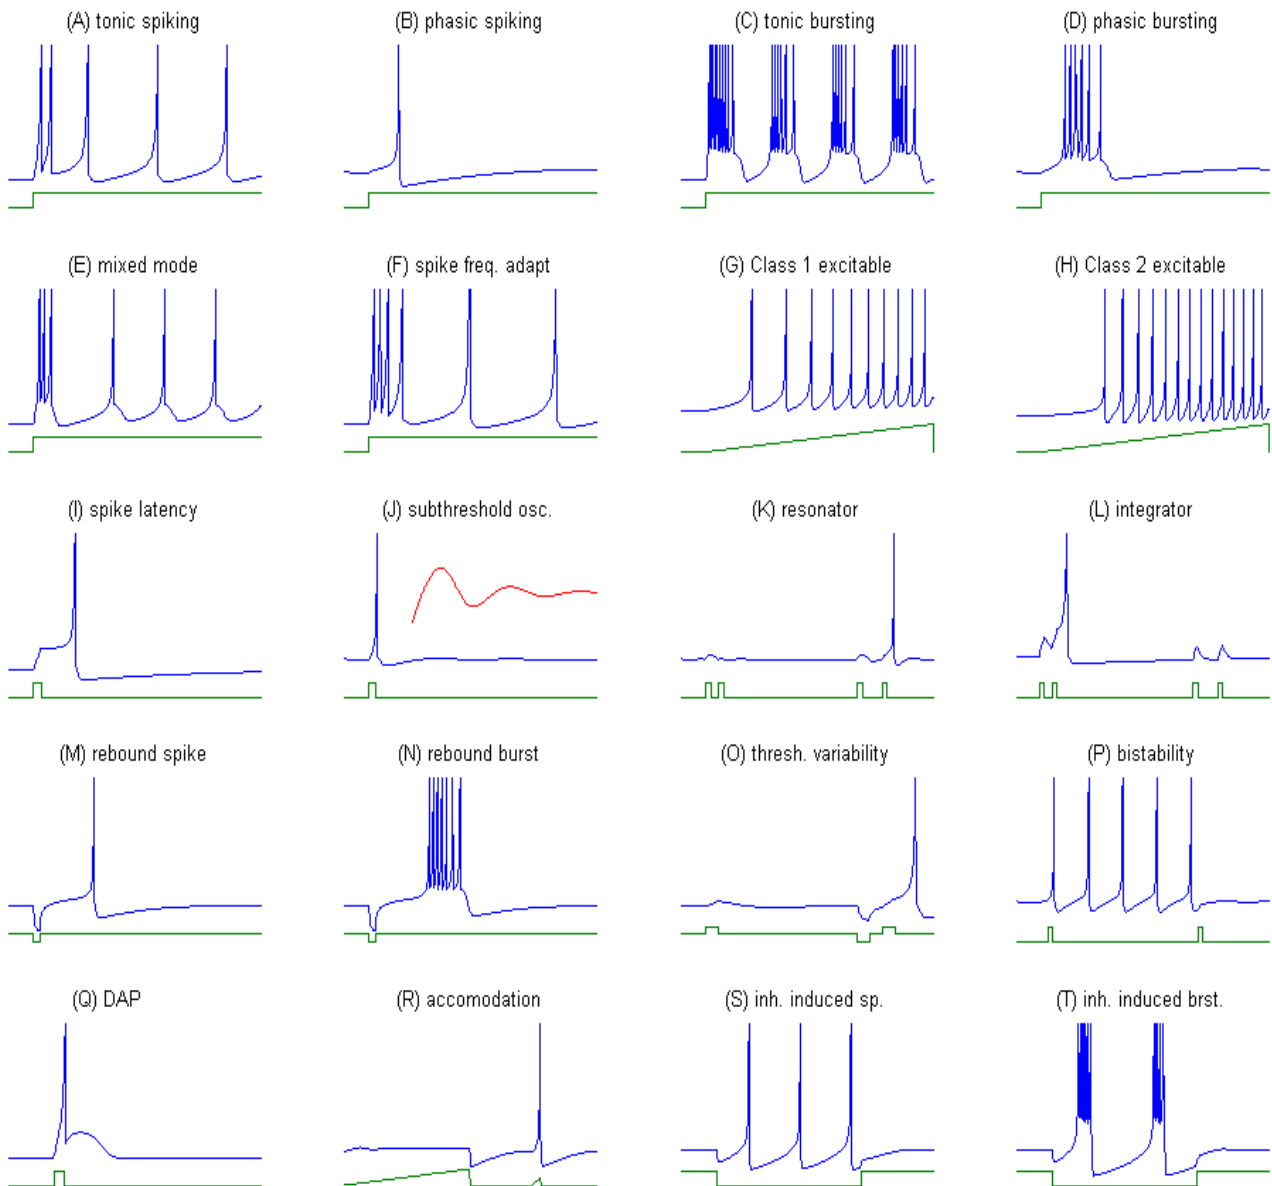 (A) tonic spiking
(B) phasic spiking
(C) tonic bursting
(D) phasic bursting
(E) mixed mode
(F) spike freq. adapt
(G) Class 1 excitable
(H) Class 2 excitable
(I) spike latency
(J) subthreshold osc.
(K) resonator
(L) integrator
(M) rebound spike
(N) rebound burst
(O) thresh. variability
(P) bistability
(Q) DAP
(R) accomodation
(S) inh. induced sp.
(T) inh. induced brst.